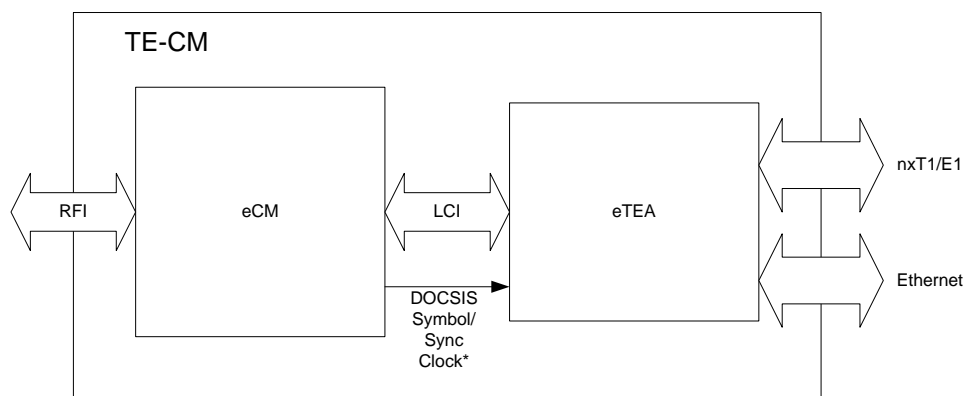 TE-CM
RFI
eCM
LCI
eTEA
nxT1/E1
Ethernet
DOCSIS
Symbol/
Sync
Clock*